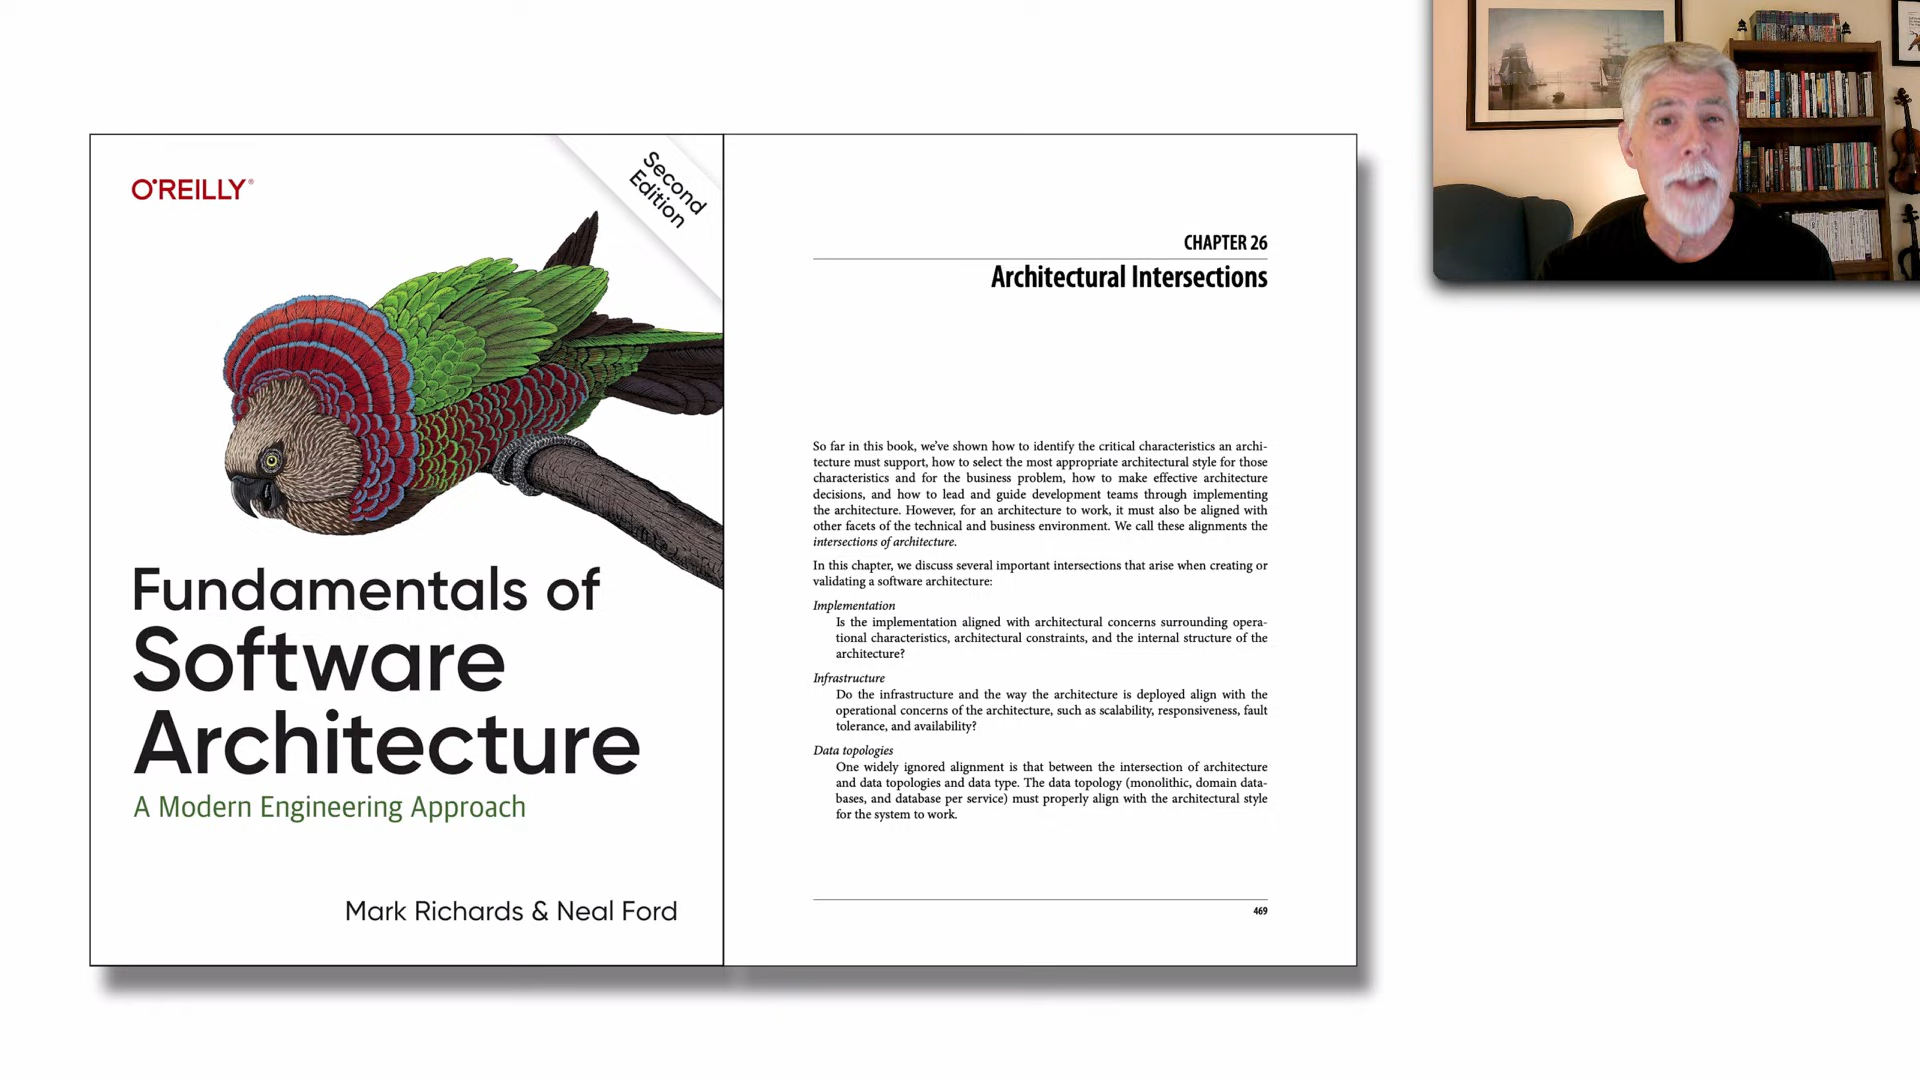 O'REILLY®
Second
Edition
Fundamentals of
Software
Architecture
A Modern Engineering Approach
Mark Richards & Neal Ford
CHAPTER 26
Architectural Intersections
So far in this book, we've shown how to identify the critical characteristics an archi-
tecture must support, how to select the most appropriate architectural style for those
characteristics and for the business problem, how to make effective architecture
decisions, and how to lead and guide development teams through implementing
the architecture. However, for an architecture to work, it must also be aligned with
other facets of the technical and business environment. We call these alignments the
intersections of architecture.
In this chapter, we discuss several important intersections that arise when creating or
validating a software architecture:
Implementation
Is the implementation aligned with architectural concerns surrounding opera-
tional characteristics, architectural constraints, and the internal structure of the
architecture?
Infrastructure
Do the infrastructure and the way the architecture is deployed align with the
operational concerns of the architecture, such as scalability, responsiveness, fault
tolerance, and availability?
Data topologies
One widely ignored alignment is that between the intersection of architecture
and data topologies and data type. The data topology (monolithic, domain data-
bases, and database per service) must properly align with the architectural style
for the system to work.
469